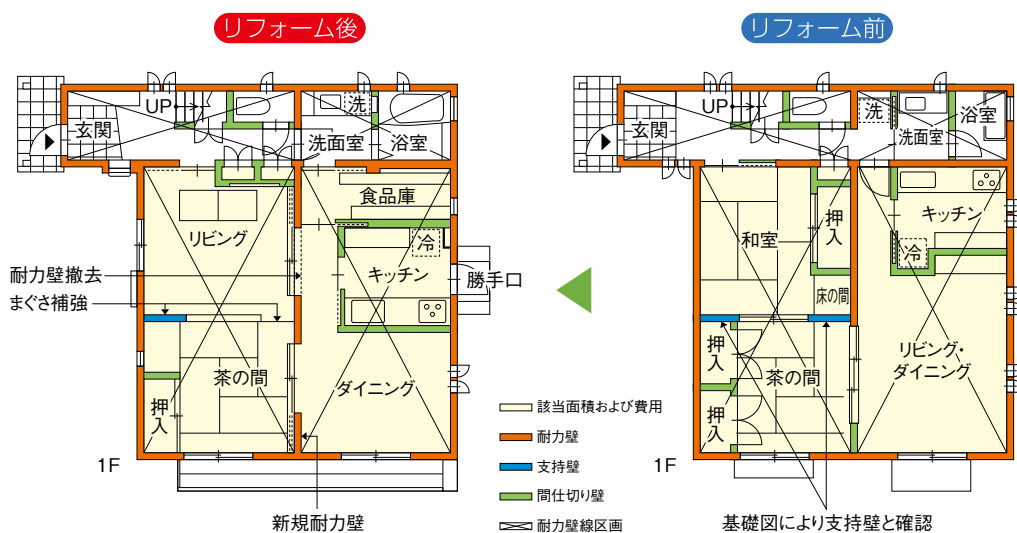 リフォーム後
UP
玄関
洗
洗面室
浴室
食品庫
リビング
冷
キッチン
勝手口
耐力壁撤去
まぐさ補強
茶の間
ダイニング
押入
1F
新規耐力壁
該当面積および費用
耐力壁
支持壁
間仕切り壁
耐力壁線区画
リフォーム前
UP
玄関
洗
洗面室
浴室
和室
押入
キッチン
冷
床の間
押入
茶の間
リビング・
ダイニング
押入
1F
基礎図により支持壁と確認